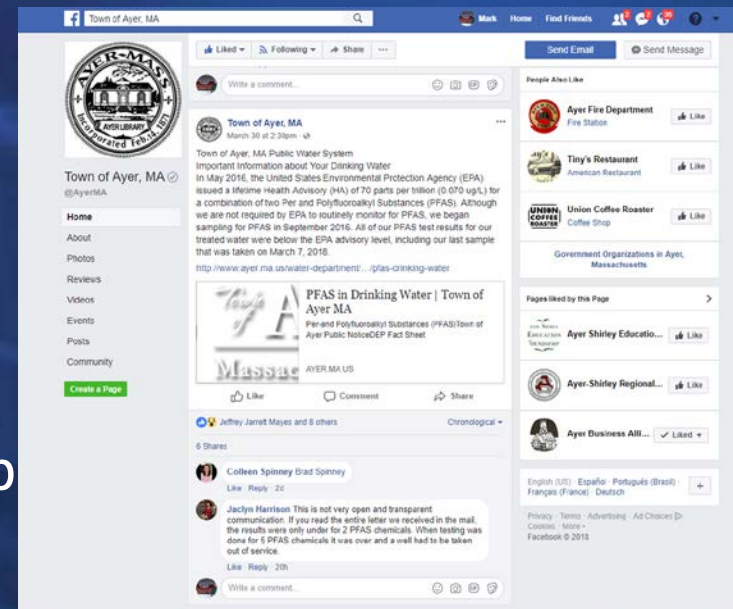 Town of Ayer, MA
Mark Home Find Friends
AYER-MASS
AYER LIBRARY
Incorporated Feb. 14, 1871
Town of Ayer, MA
@AyerMA
Home
About
Photos
Reviews
Videos
Events
Posts
Community
Create a Page
Liked Following Share
Write a comment...
Town of Ayer, MA
March 30 at 2:38pm
Town of Ayer, MA Public Water System
Important Information about Your Drinking Water
In May 2016, the United States Environmental Protection Agency (EPA)
issued a lifetime Health Advisory (HA) of 70 parts per trillion (0.070 ug/L) for
a combination of two Per and Polyfluoroalkyl Substances (PFAS). Although
we are not required by EPA to routinely monitor for PFAS, we began
sampling for PFAS in September 2016. All of our PFAS test results for our
treated water were below the EPA advisory level, including our last sample
that was taken on March 7, 2018.
http://www.ayer.ma.us/water-department/.../pfas-drinking-water
Town of A
Massac
PFAS in Drinking Water | Town of
Ayer MA
Per-and Polyfluoroalkyl Substances (PFAS)Town of
Ayer Public NoticeDEP Fact Sheet
AYER.MA.US
Like Comment Share
Jeffrey Jarrett Mayes and 8 others Chronological
6 Shares
Colleen Spinney Brad Spinney
Like · Reply · 2d
Jaclyn Harrison This is not very open and transparent
communication. If you read the entire letter we received in the mail,
the results were only under for 2 PFAS chemicals. When testing was
done for 5 PFAS chemicals it was over and a well had to be taken
out of service.
Like · Reply · 20h
Write a comment...
Send Email Send Message
People Also Like
Ayer Fire Department
Fire Station
Like
Tiny's Restaurant
American Restaurant
Like
UNION
COFFEE
ROASTER
Union Coffee Roaster
Coffee Shop
Like
Government Organizations in Ayer,
Massachusetts
Pages liked by this Page
Ayer Shirley Educatio...
Like
Ayer-Shirley Regional...
Like
Ayer Business Alli...
Liked
English (US) · Español · Português (Brasil) ·
Français (France) · Deutsch
Privacy · Terms · Advertising · Ad Choices
Cookies · More
Facebook © 2018